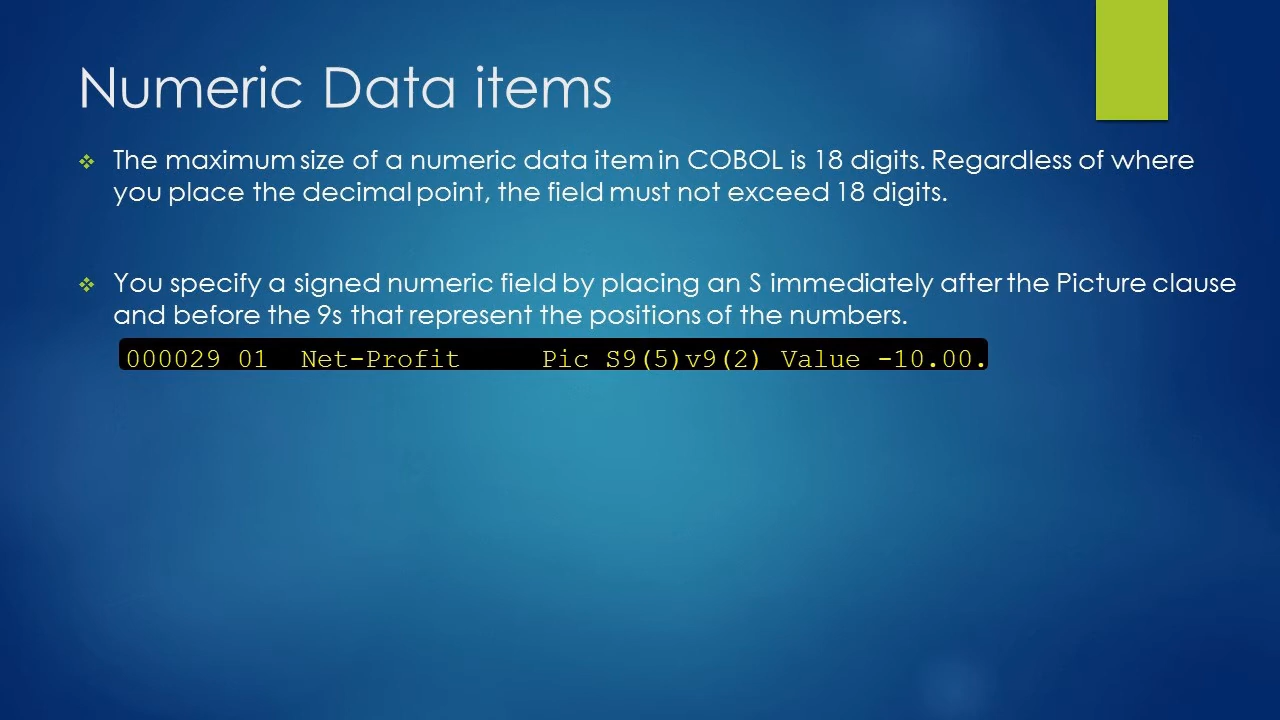 Numeric Data items
The maximum size of a numeric data item in COBOL is 18 digits. Regardless of where
you place the decimal point, the field must not exceed 18 digits.
You specify a signed numeric field by placing an S immediately after the Picture clause
and before the 9s that represent the positions of the numbers.
000029 01  Net-Profit     Pic S9(5)v9(2) Value -10.00.